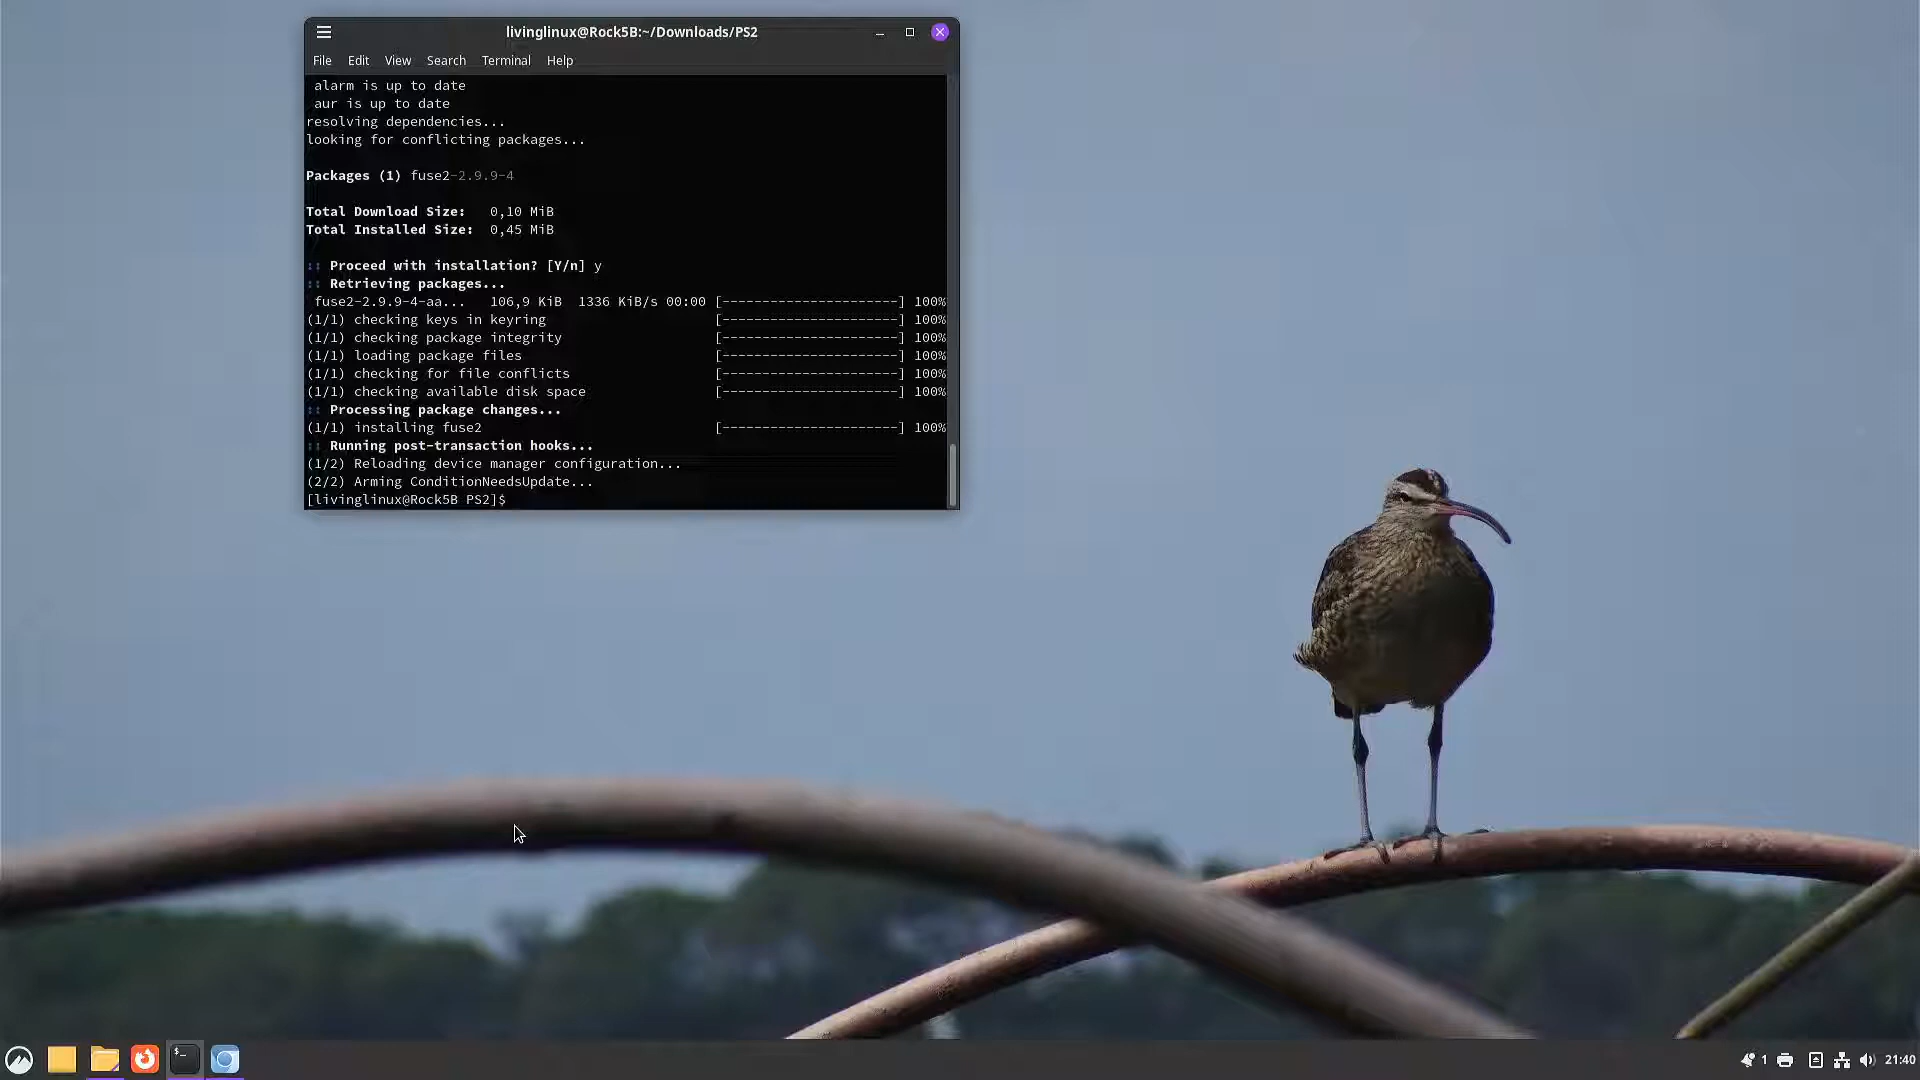 livinglinux@Rock5B:~/Downloads/PS2
File Edit View Search Terminal Help
alarm is up to date
aur is up to date
resolving dependencies...
looking for conflicting packages...
Packages (1) fuse2-2.9.9-4
Total Download Size: 0,10 MiB
Total Installed Size: 0,45 MiB
:: Proceed with installation? [Y/n] y
:: Retrieving packages...
fuse2-2.9.9-4-aa... 106,9 KiB 1336 KiB/s 00:00 [----------------------] 100%
(1/1) checking keys in keyring [----------------------] 100%
(1/1) checking package integrity [----------------------] 100%
(1/1) loading package files [----------------------] 100%
(1/1) checking for file conflicts [----------------------] 100%
(1/1) checking available disk space [----------------------] 100%
:: Processing package changes...
(1/1) installing fuse2 [----------------------] 100%
:: Running post-transaction hooks...
(1/2) Reloading device manager configuration...
(2/2) Arming ConditionNeedsUpdate...
[livinglinux@Rock5B PS2]$
$_ 1 21:40